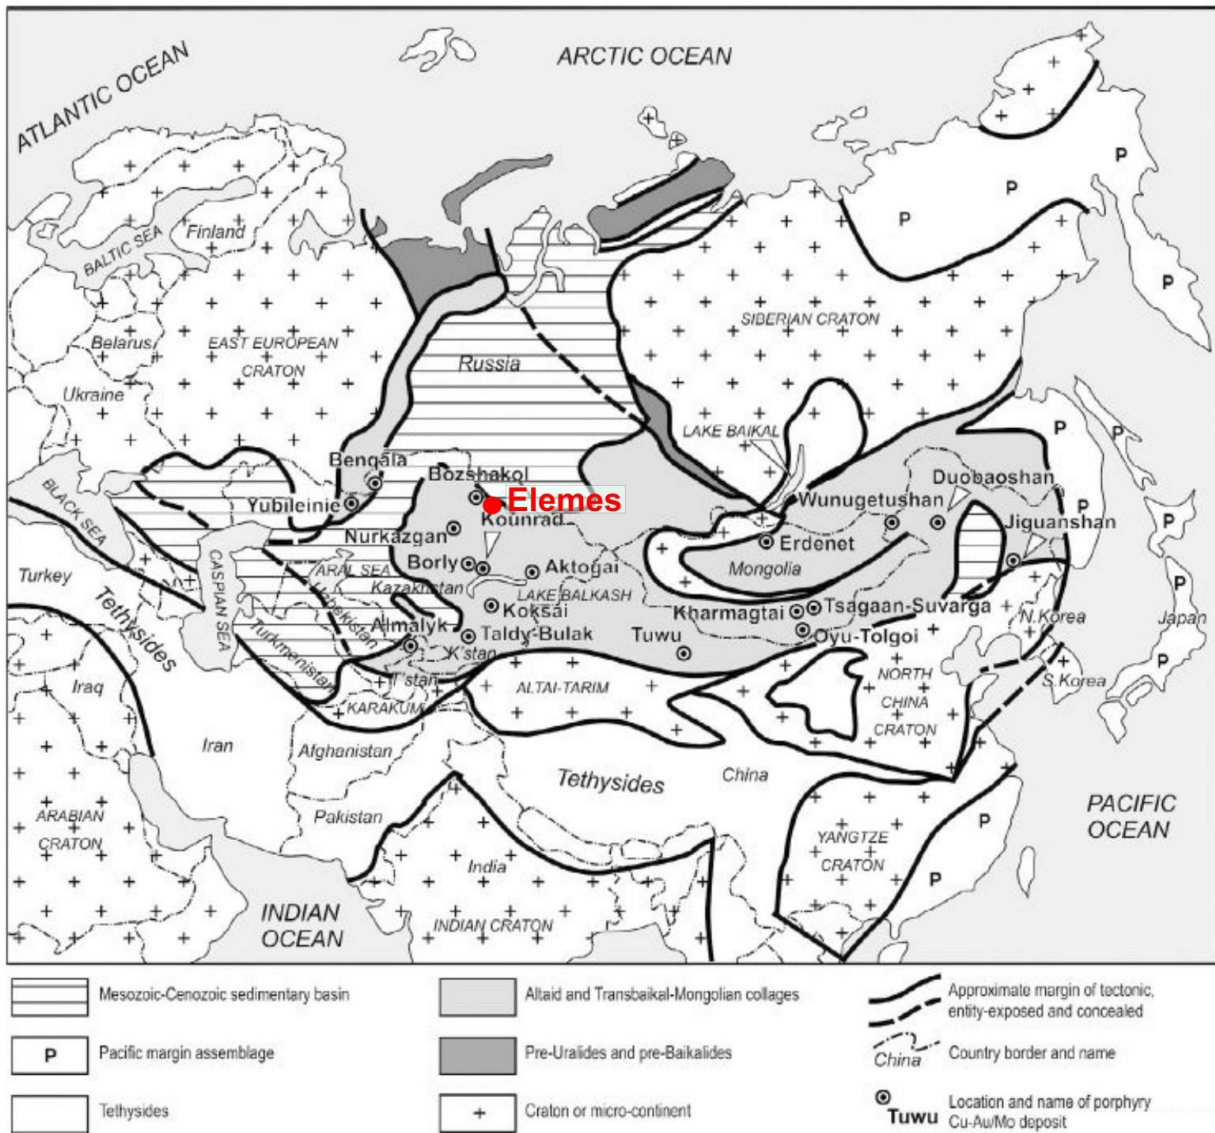 ARCTIC OCEAN
ATLANTIC OCEAN
BALTIC SEA
Finland
Belarus
EAST EUROPEAN
CRATON
Ukraine
Russia
SIBERIAN CRATON
LAKE BAIKAL
P
P
P
P
P
P
P
P
P
P
P
Bengala
Bozshakol
Elemes
Yubileinie
Kounrad
Nurkazgan
Borly
Aktogai
BLACK SEA
CASPIAN SEA
ARAL SEA
Kazakhstan
LAKE BALKASH
Uzbekistan
Koksai
Almalyk
Taldy-Bulak
K'stan
Turkmenistan
T'stan
KARAKUM
Wunugetushan
Duobaoshan
Jiguanshan
Erdenet
Mongolia
Kharmagtai
Tsagaan-Suvarga
Oyu-Tolgoi
Tuwu
N.Korea
S.Korea
Japan
Turkey
Tethysides
Iraq
Iran
Afghanistan
Pakistan
ALTAI-TARIM
NORTH
CHINA
CRATON
Tethysides
China
ARABIAN
CRATON
India
INDIAN CRATON
YANGTZE
CRATON
INDIAN
OCEAN
PACIFIC
OCEAN
Mesozoic-Cenozoic sedimentary basin
P Pacific margin assemblage
Tethysides
Altaid and Transbaikal-Mongolian collages
Pre-Uralides and pre-Baikalides
+ Craton or micro-continent
Approximate margin of tectonic,
entity-exposed and concealed
China Country border and name
Tuwu Location and name of porphyry
Cu-Au/Mo deposit